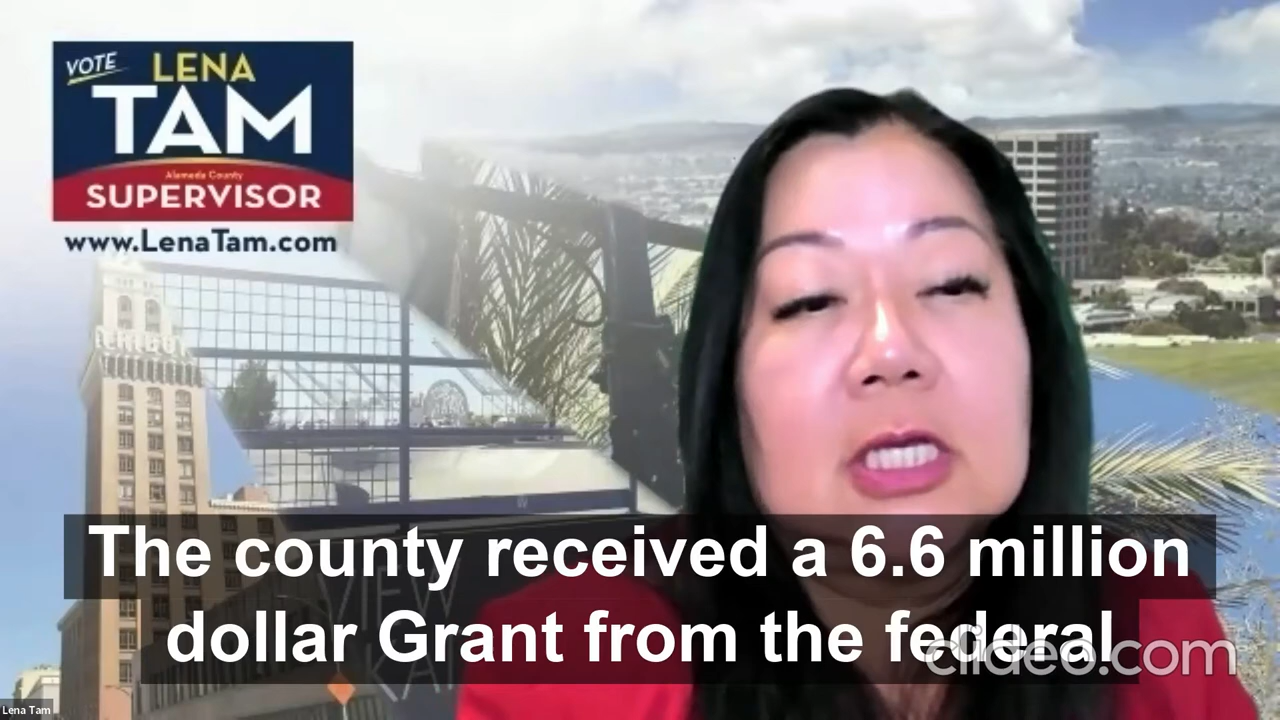 VOTE
LENA
TAM
Alameda County
SUPERVISOR
www.LenaTam.com
The county received a 6.6 million
dollar Grant from the federal
clideo.com
Lena Tam